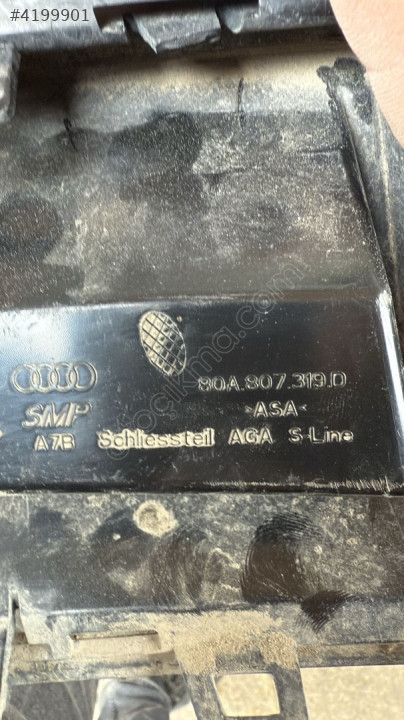 #4199901
80A.807.319.D
SMP >ASA<
A7B Schliessteil AGA S-Line